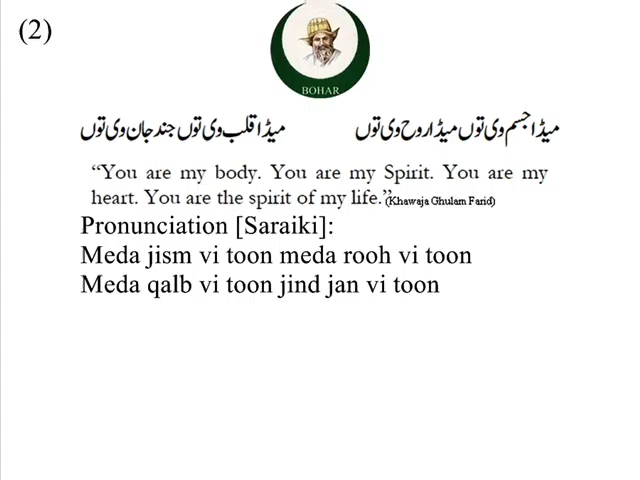 (2)
BOHAR
میڈا جسم وی توں میڈا روح وی توں    میڈا قلب وی توں جند جان وی توں
“You are my body. You are my Spirit. You are my
heart. You are the spirit of my life.” (Khawaja Ghulam Farid)
Pronunciation [Saraiki]:
Meda jism vi toon meda rooh vi toon
Meda qalb vi toon jind jan vi toon